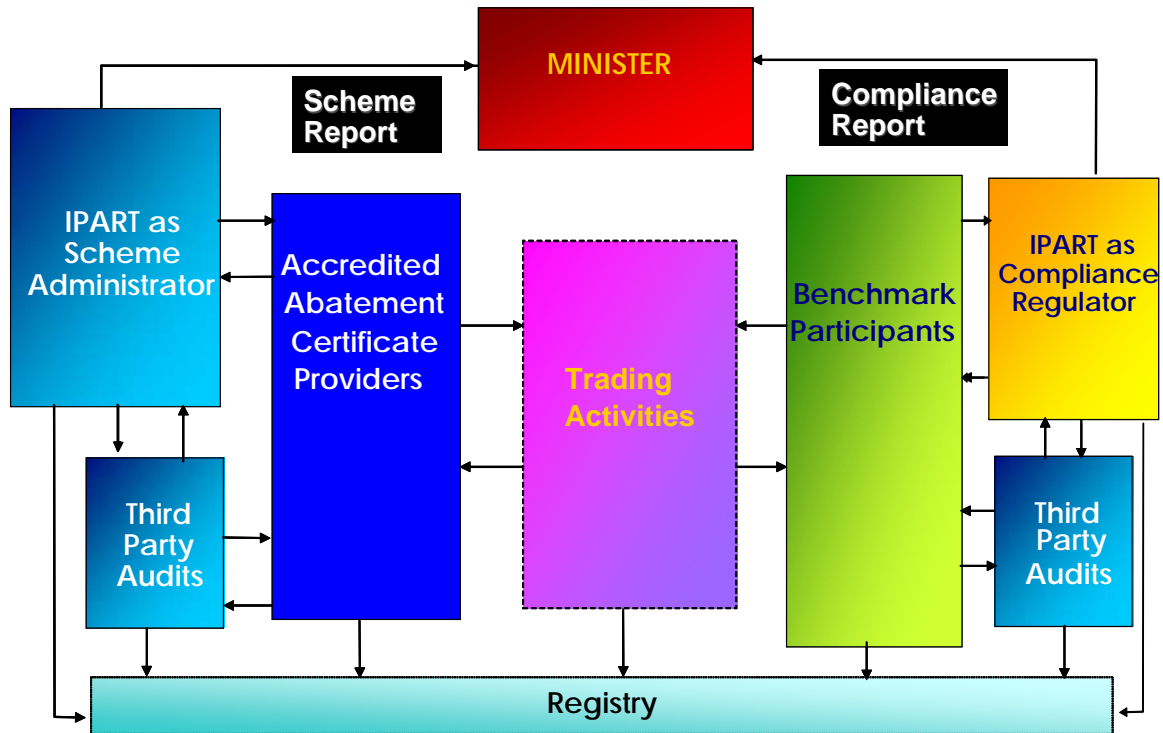 MINISTER
Scheme
Report
Compliance
Report
IPART as
Scheme
Administrator
Accredited
Abatement
Certificate
Providers
Trading
Activities
Benchmark
Participants
IPART as
Compliance
Regulator
Third
Party
Audits
Third
Party
Audits
Registry